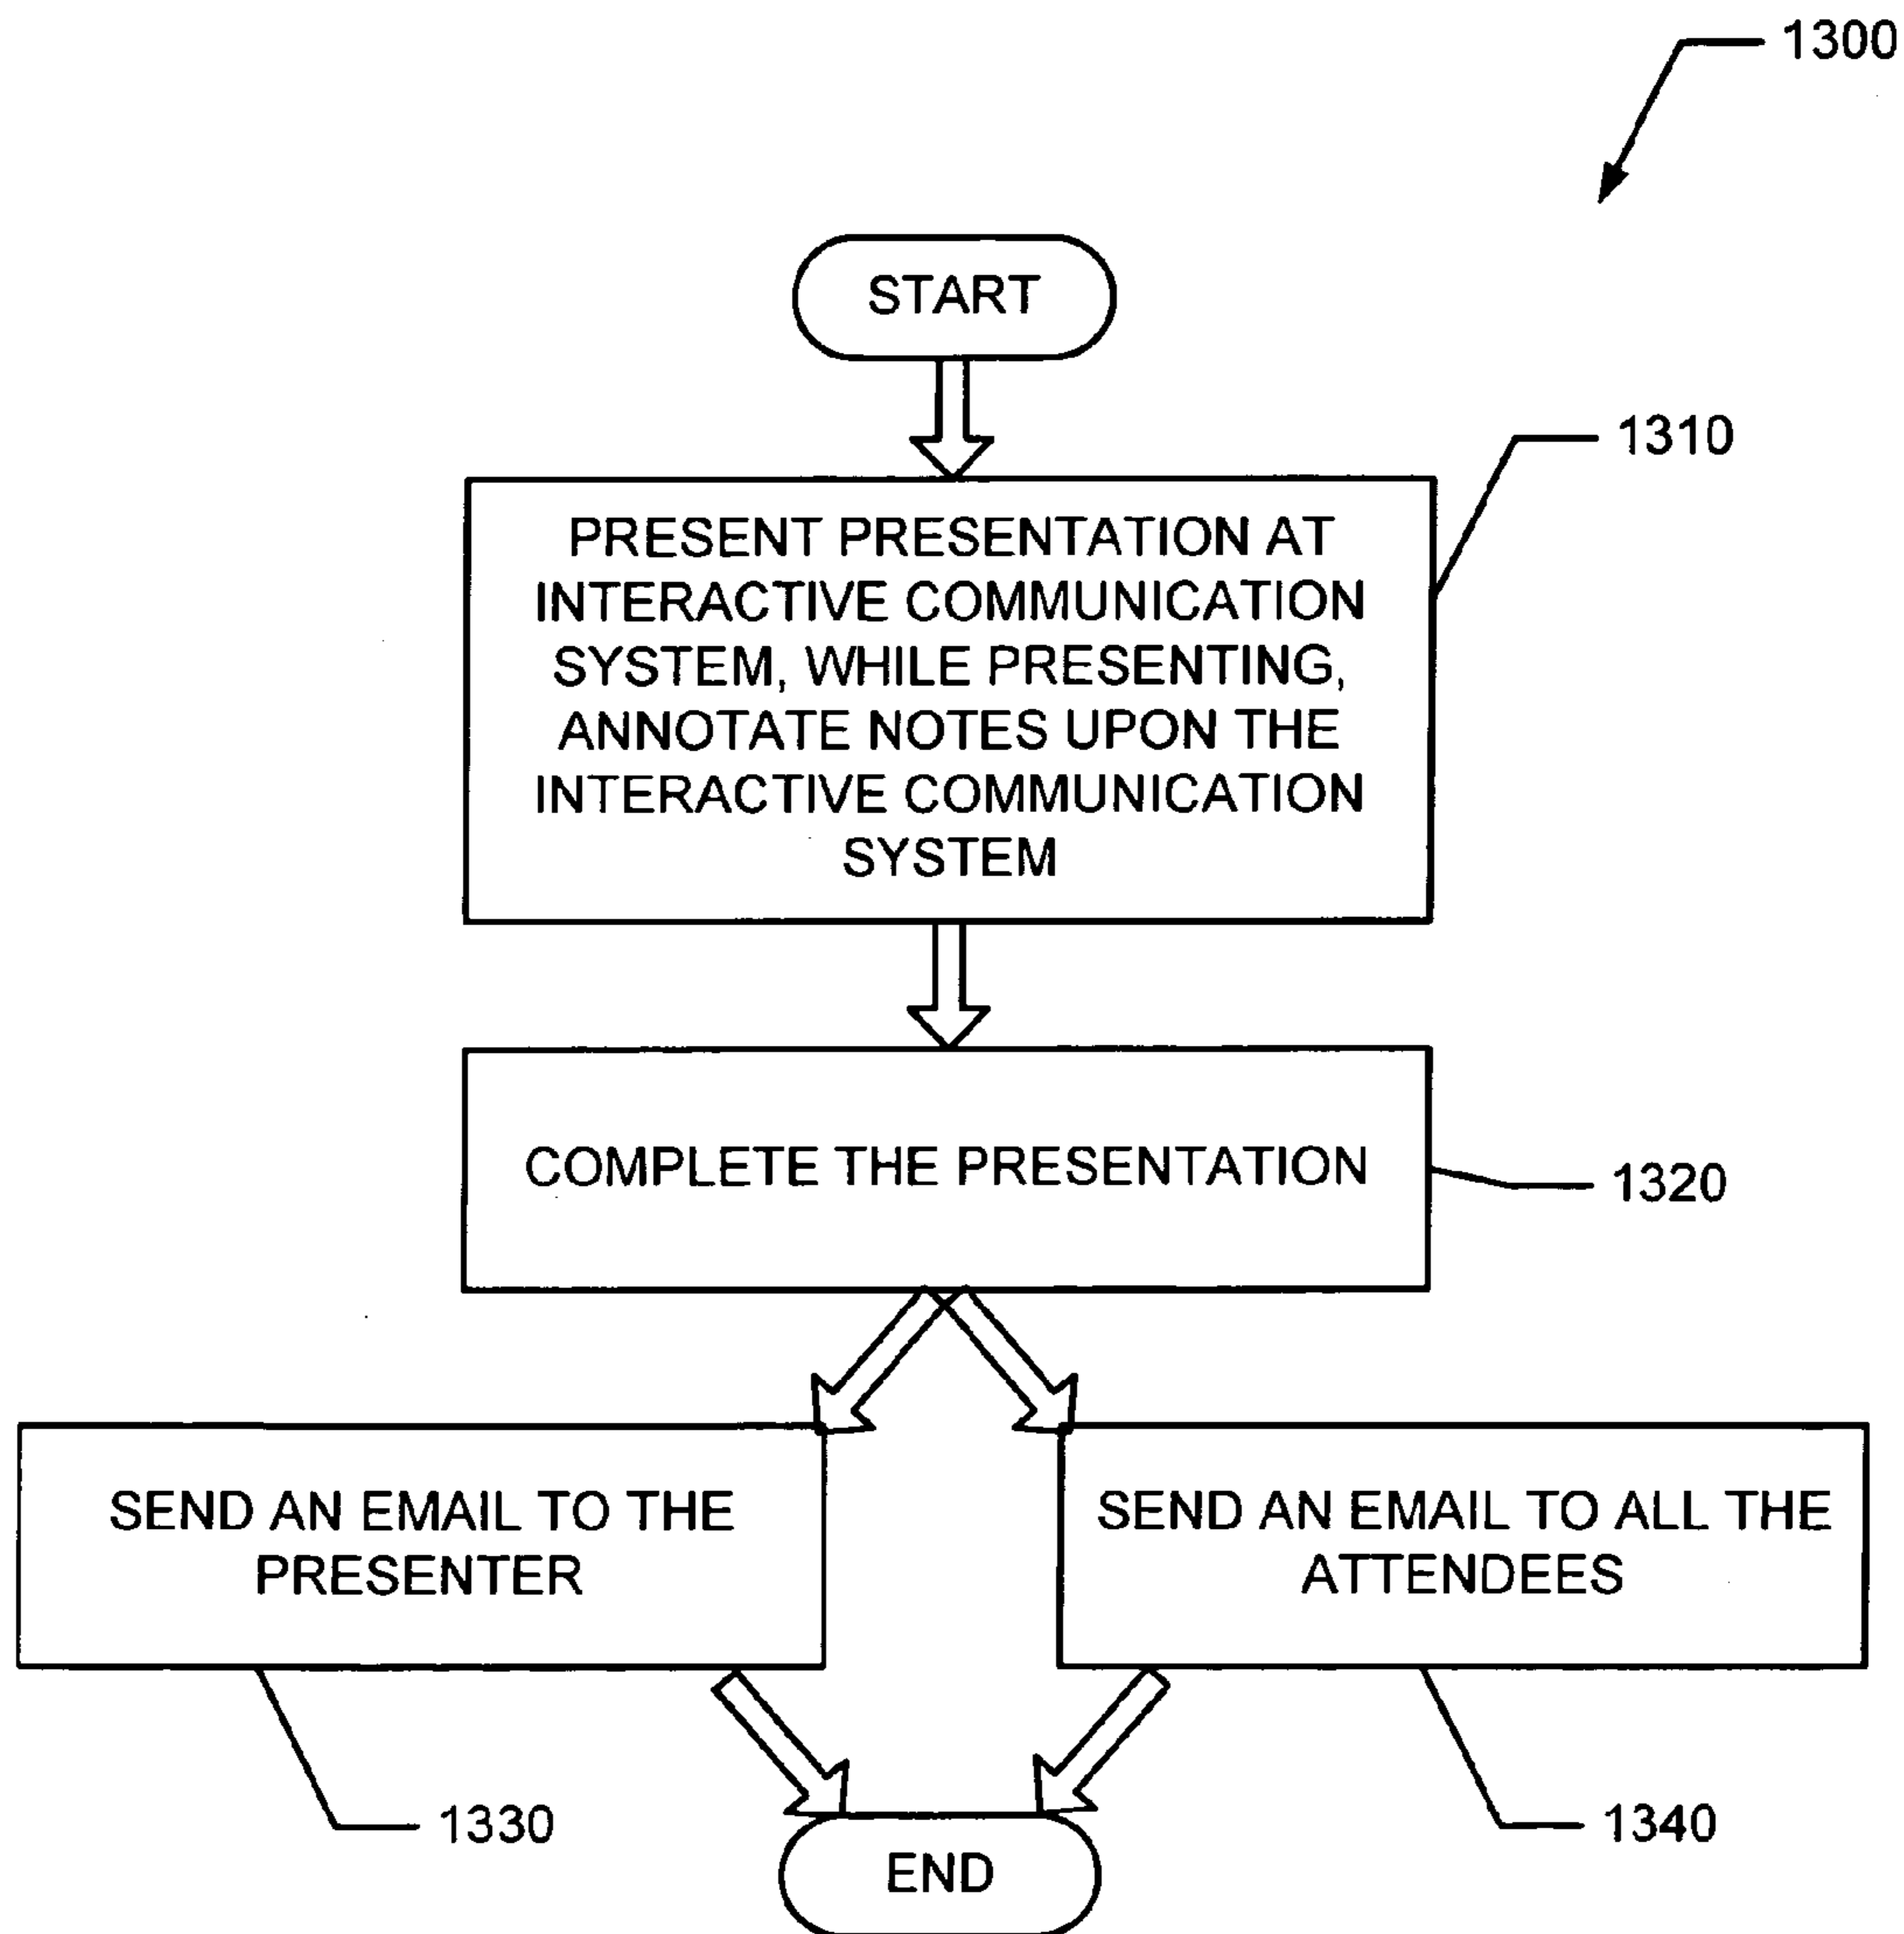 1300
START
1310
PRESENT PRESENTATION AT
INTERACTIVE COMMUNICATION
SYSTEM, WHILE PRESENTING,
ANNOTATE NOTES UPON THE
INTERACTIVE COMMUNICATION
SYSTEM
COMPLETE THE PRESENTATION
1320
SEND AN EMAIL TO THE
PRESENTER
SEND AN EMAIL TO ALL THE
ATTENDEES
1330
1340
END